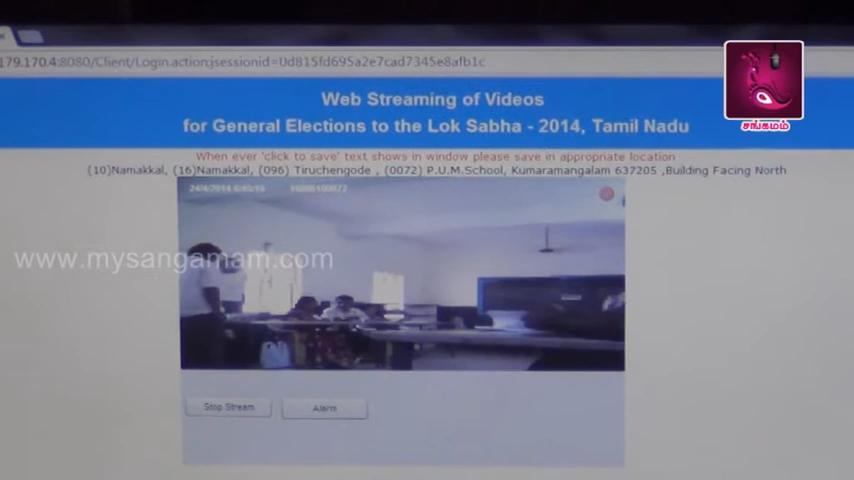 179.170.4:8080/Client/Login.action;jsessionid=0d815fd695a2e7cad7345e8afb1c
சங்கமம்
Web Streaming of Videos
for General Elections to the Lok Sabha - 2014, Tamil Nadu
When ever 'click to save' text shows in window please save in appropriate location
(10)Namakkal, (16)Namakkal, (096) Tiruchengode , (0072) P.U.M.School, Kumaramangalam 637205 ,Building Facing North
www.mysangamam.com
Stop Stream
Alarm